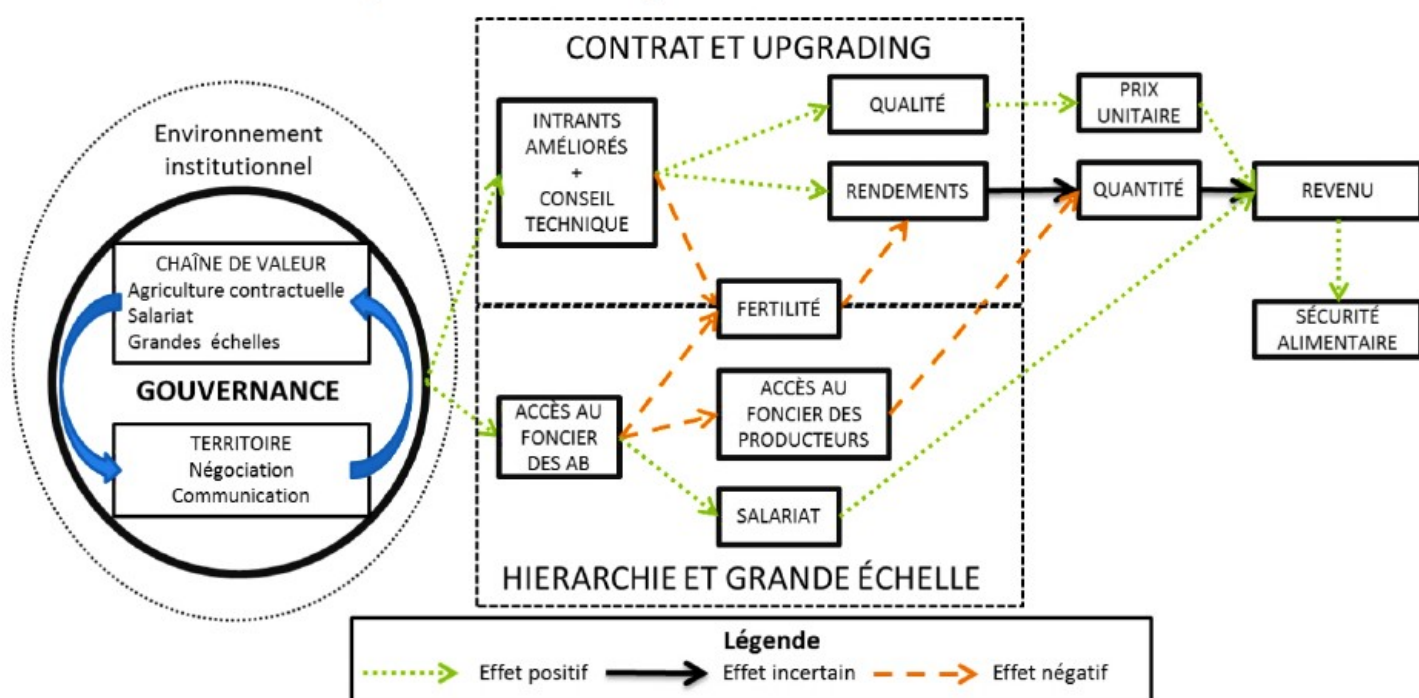 Environnement
institutionnel
CHAÎNE DE VALEUR
Agriculture contractuelle
Salariat
Grandes échelles
GOUVERNANCE
TERRITOIRE
Négociation
Communication
CONTRAT ET UPGRADING
INTRANTS
AMÉLIORÉS
+
CONSEIL
TECHNIQUE
QUALITÉ
RENDEMENTS
FERTILITÉ
ACCÈS AU
FONCIER
DES AB
ACCÈS AU
FONCIER DES
PRODUCTEURS
SALARIAT
HIERARCHIE ET GRANDE ÉCHELLE
PRIX
UNITAIRE
QUANTITÉ
REVENU
SÉCURITÉ
ALIMENTAIRE
Légende
Effet positif
Effet incertain
Effet négatif